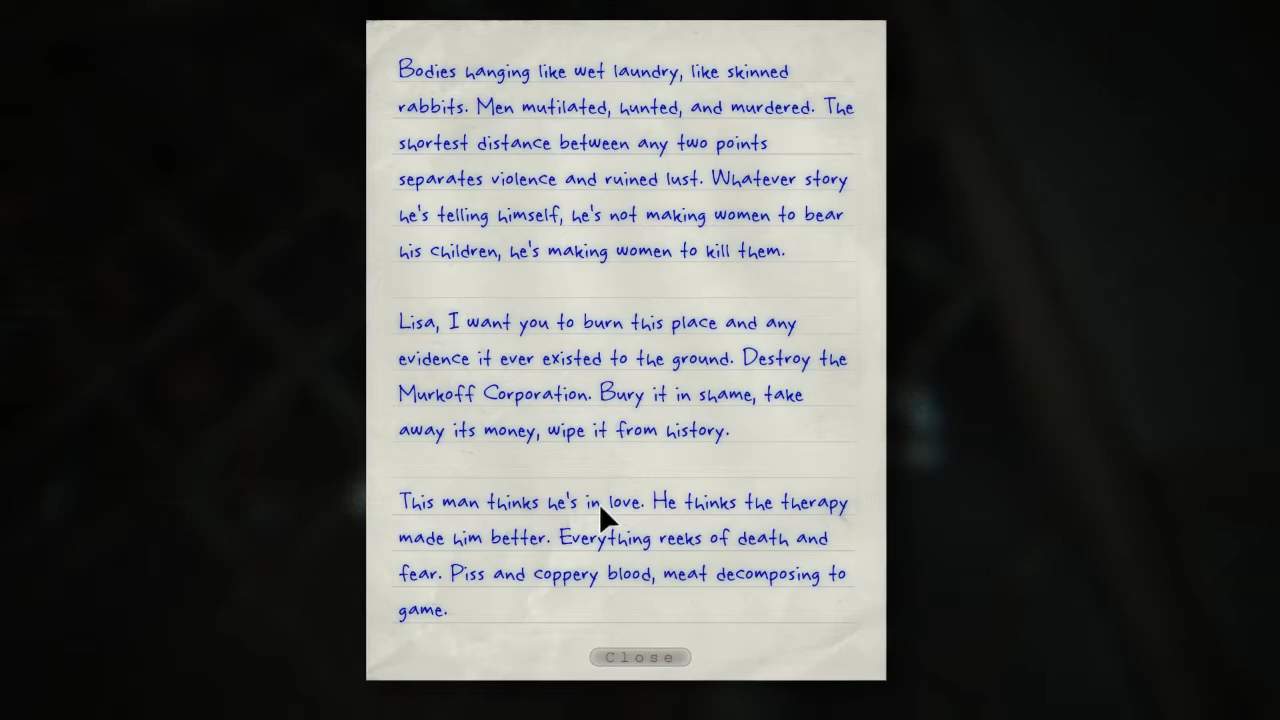 Bodies hanging like wet laundry, like skinned
rabbits. Men mutilated, hunted, and murdered. The
shortest distance between any two points
separates violence and ruined lust. Whatever story
he's telling himself, he's not making women to bear
his children, he's making women to kill them.
Lisa, I want you to burn this place and any
evidence it ever existed to the ground. Destroy the
Murkoff Corporation. Bury it in shame, take
away its money, wipe it from history.
This man thinks he's in love. He thinks the therapy
made him better. Everything reeks of death and
fear. Piss and coppery blood, meat decomposing to
game.
Close